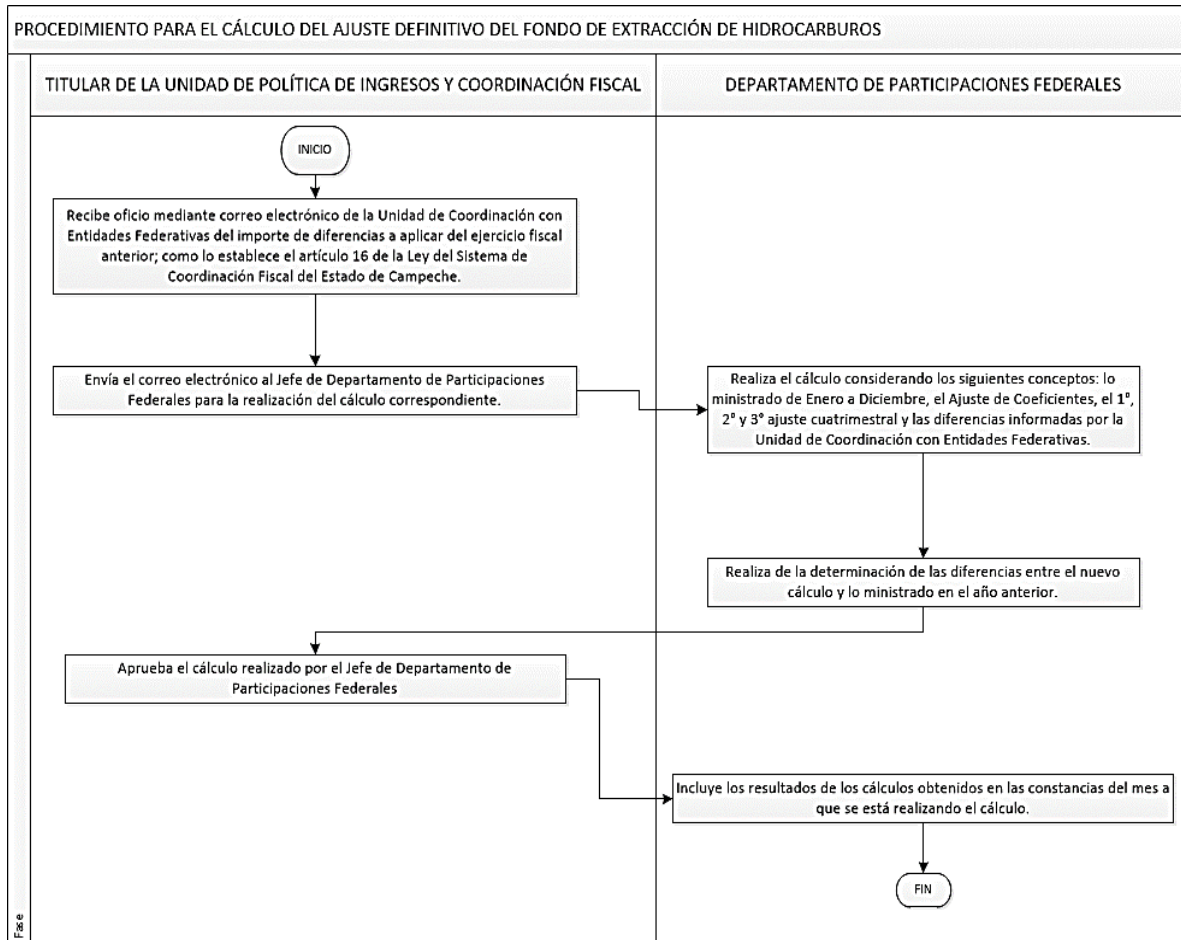 PROCEDIMIENTO PARA EL CÁLCULO DEL AJUSTE DEFINITIVO DEL FONDO DE EXTRACCIÓN DE HIDROCARBUROS
TITULAR DE LA UNIDAD DE POLÍTICA DE INGRESOS Y COORDINACIÓN FISCAL
DEPARTAMENTO DE PARTICIPACIONES FEDERALES
INICIO
Recibe oficio mediante correo electrónico de la Unidad de Coordinación con
Entidades Federativas del importe de diferencias a aplicar del ejercicio fiscal
anterior; como lo establece el artículo 16 de la Ley del Sistema de
Coordinación Fiscal del Estado de Campeche.
Envía el correo electrónico al Jefe de Departamento de Participaciones
Federales para la realización del cálculo correspondiente.
Realiza el cálculo considerando los siguientes conceptos: lo
ministrado de Enero a Diciembre, el Ajuste de Coeficientes, el 1°,
2° y 3° ajuste cuatrimestral y las diferencias informadas por la
Unidad de Coordinación con Entidades Federativas.
Realiza de la determinación de las diferencias entre el nuevo
cálculo y lo ministrado en el año anterior.
Aprueba el cálculo realizado por el Jefe de Departamento de
Participaciones Federales
Incluye los resultados de los cálculos obtenidos en las constancias del mes a
que se está realizando el cálculo.
FIN
Fase